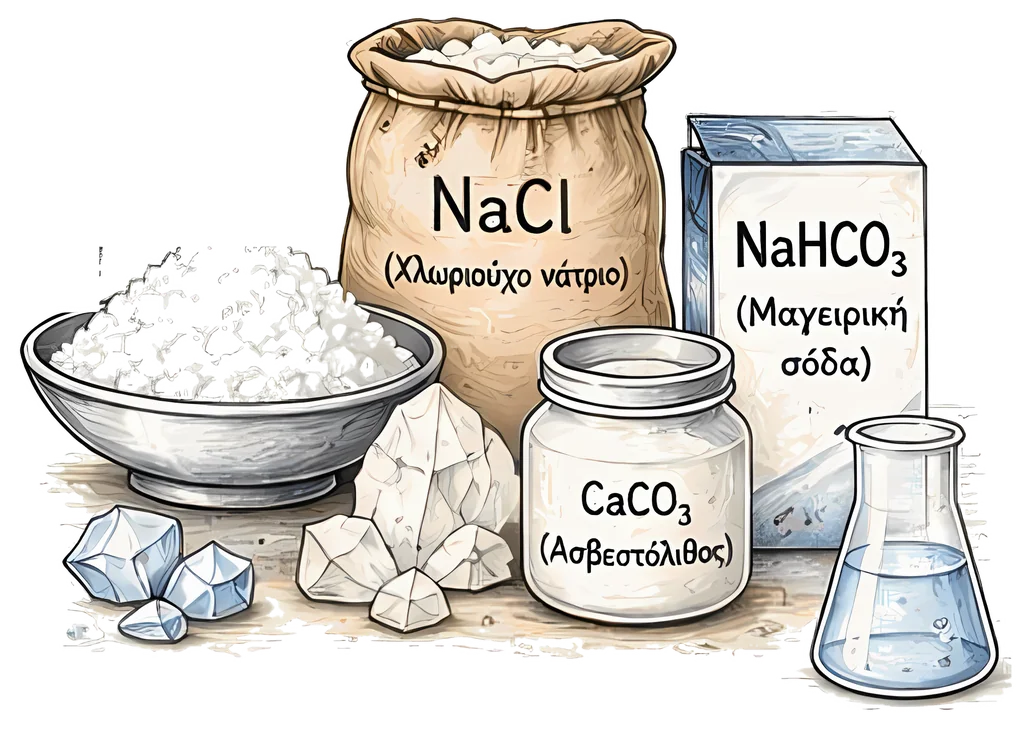 NaCl
(Χλωριούχο νάτριο)
NaHCO₃
(Μαγειρική
σόδα)
CaCO₃
(Ασβεστόλιθος)